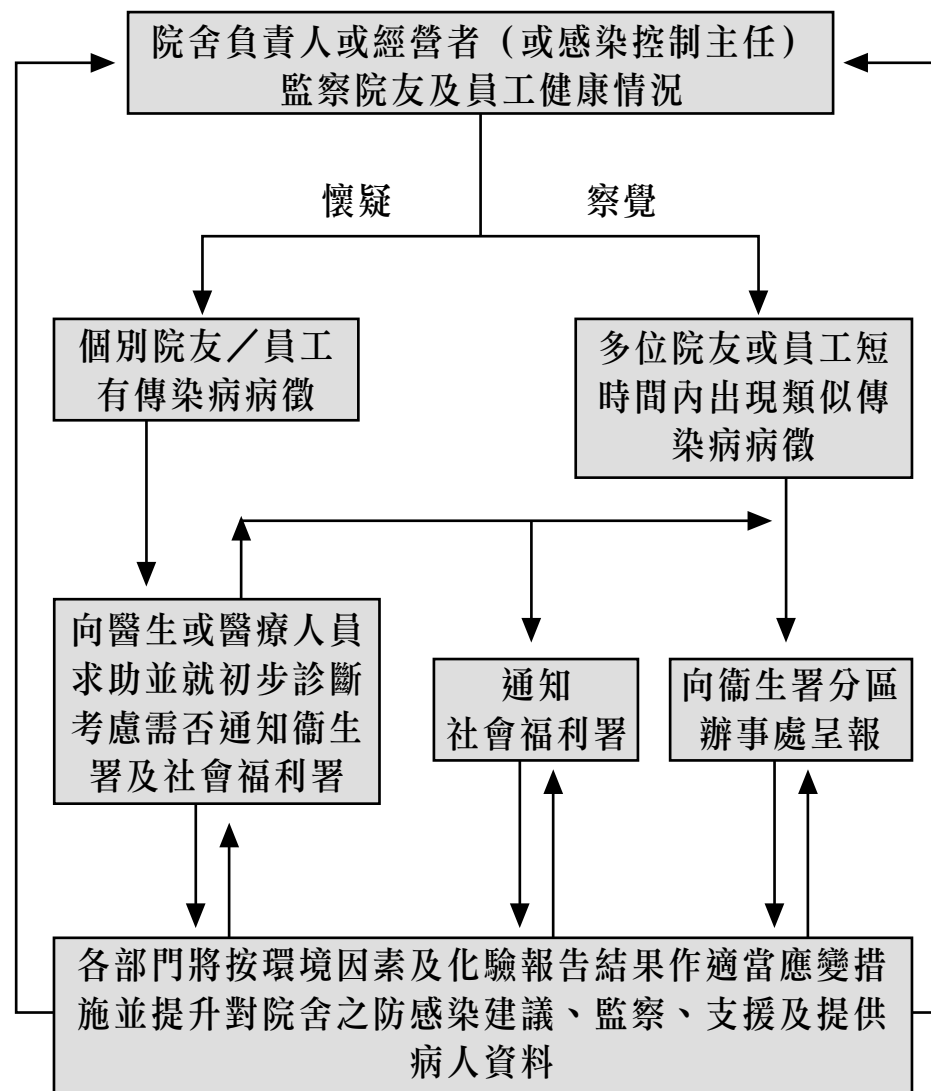 院舍負責人或經營者（或感染控制主任）
監察院友及員工健康情況
懷疑
察覺
個別院友／員工
有傳染病病徵
多位院友或員工短
時間內出現類似傳
染病病徵
向醫生或醫療人員
求助並就初步診斷
考慮需否通知衞生
署及社會福利署
通知
社會福利署
向衞生署分區
辦事處呈報
各部門將按環境因素及化驗報告結果作適當應變措
施並提升對院舍之防感染建議、監察、支援及提供
病人資料